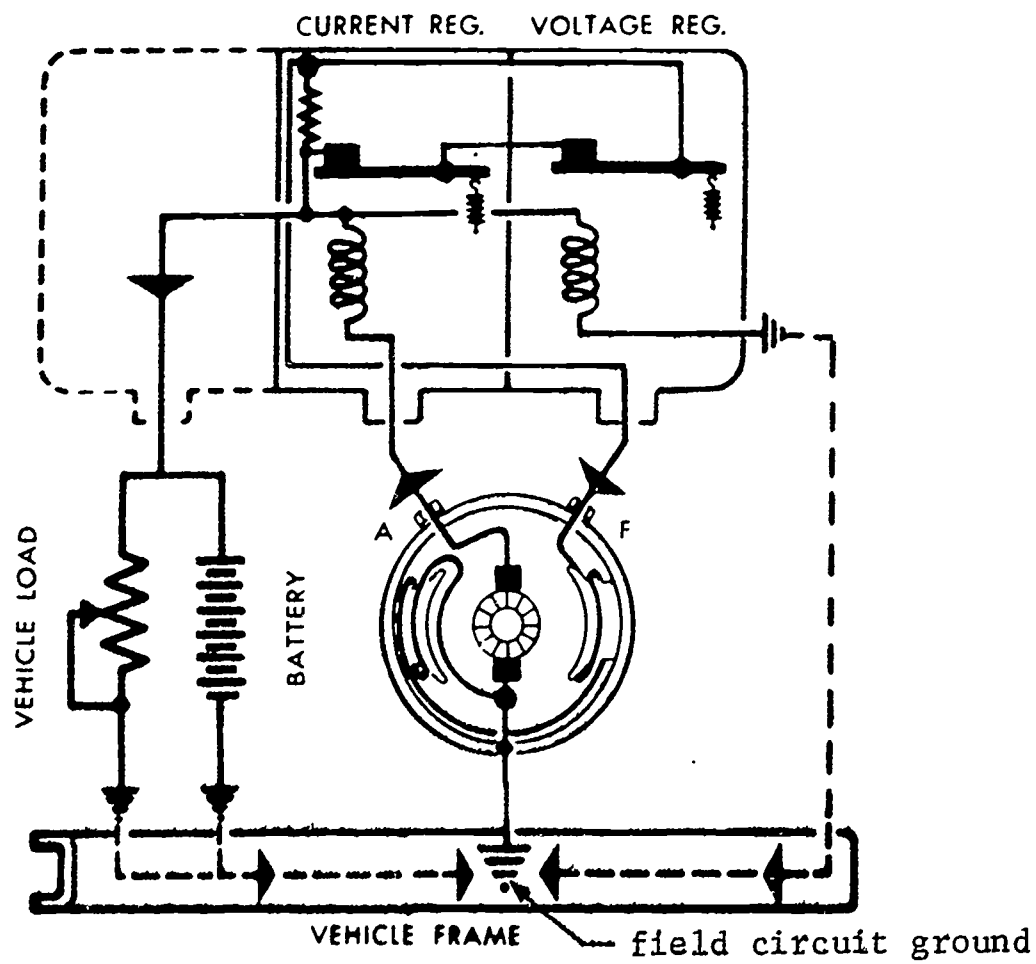 CURRENT REG. VOLTAGE REG.
A
F
VEHICLE LOAD
BATTERY
VEHICLE FRAME
field circuit ground